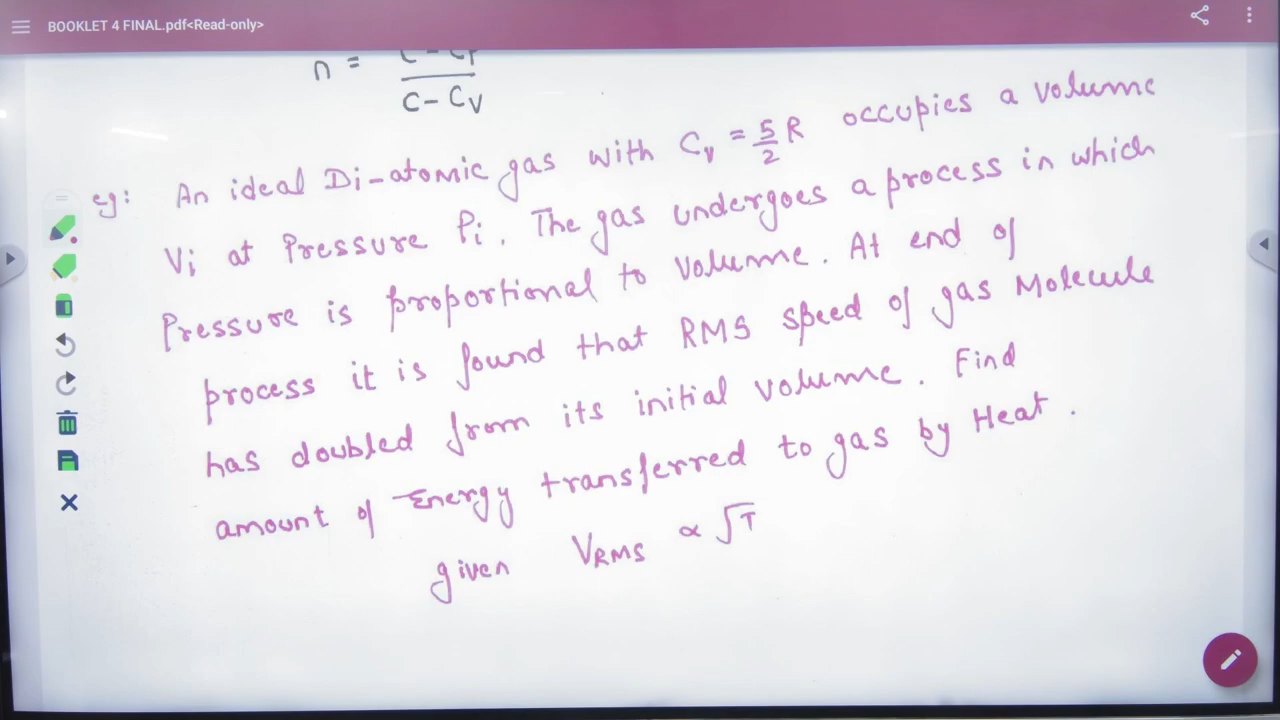 BOOKLET 4 FINAL.pdf<Read-only>
n = C - CP
C - CV
eg: An ideal Di-atomic gas with Cv = 5/2 R occupies a volume
Vi at Pressure Pi. The gas undergoes a process in which
Pressure is proportional to volume. At end of
process it is found that RMS speed of gas Molecule
has doubled from its initial volume. Find
amount of Energy transferred to gas by Heat.
given VRMS ∝ √T